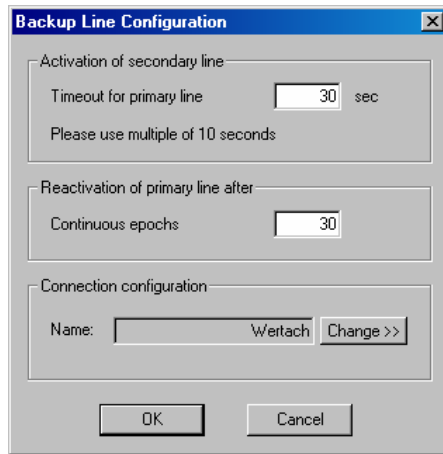 Backup Line Configuration
Activation of secondary line
Timeout for primary line 30 sec
Please use multiple of 10 seconds
Reactivation of primary line after
Continuous epochs 30
Connection configuration
Name: Wertach Change >>
OK Cancel